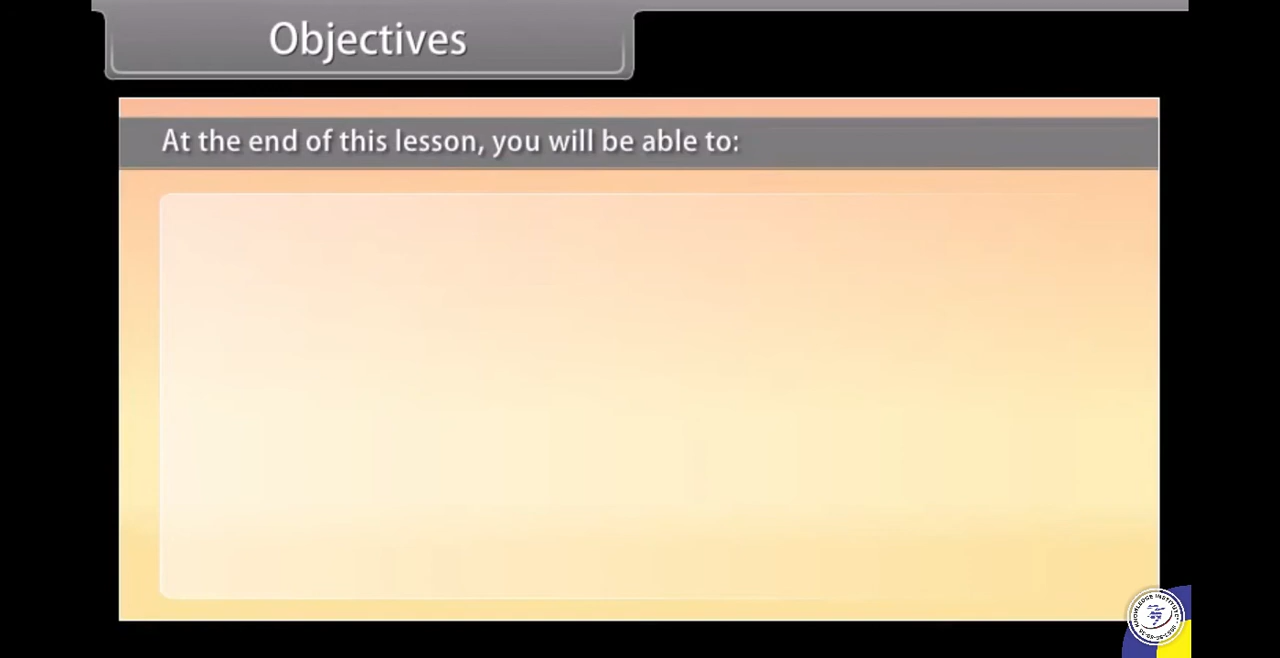 Objectives
At the end of this lesson, you will be able to: